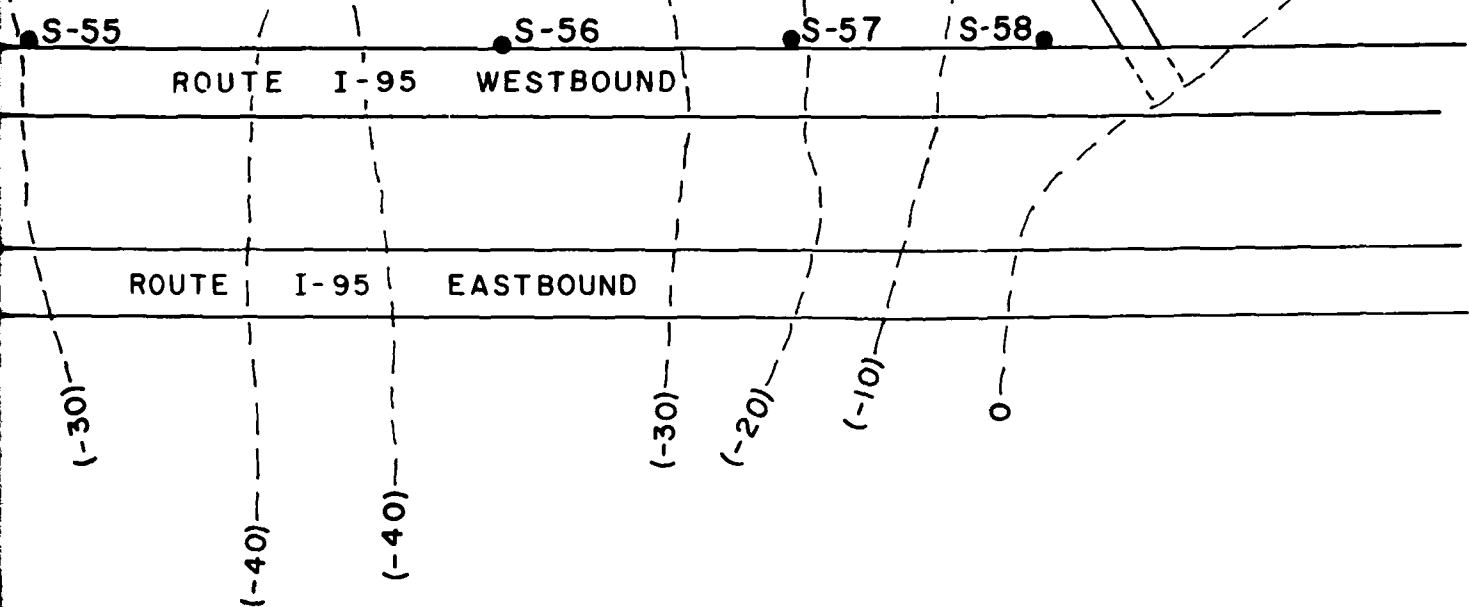 S-55 S-56 S-57 S-58
ROUTE I-95 WESTBOUND
ROUTE I-95 EASTBOUND
(-30) (-40) (-40) (-30) (-20) (-10) 0